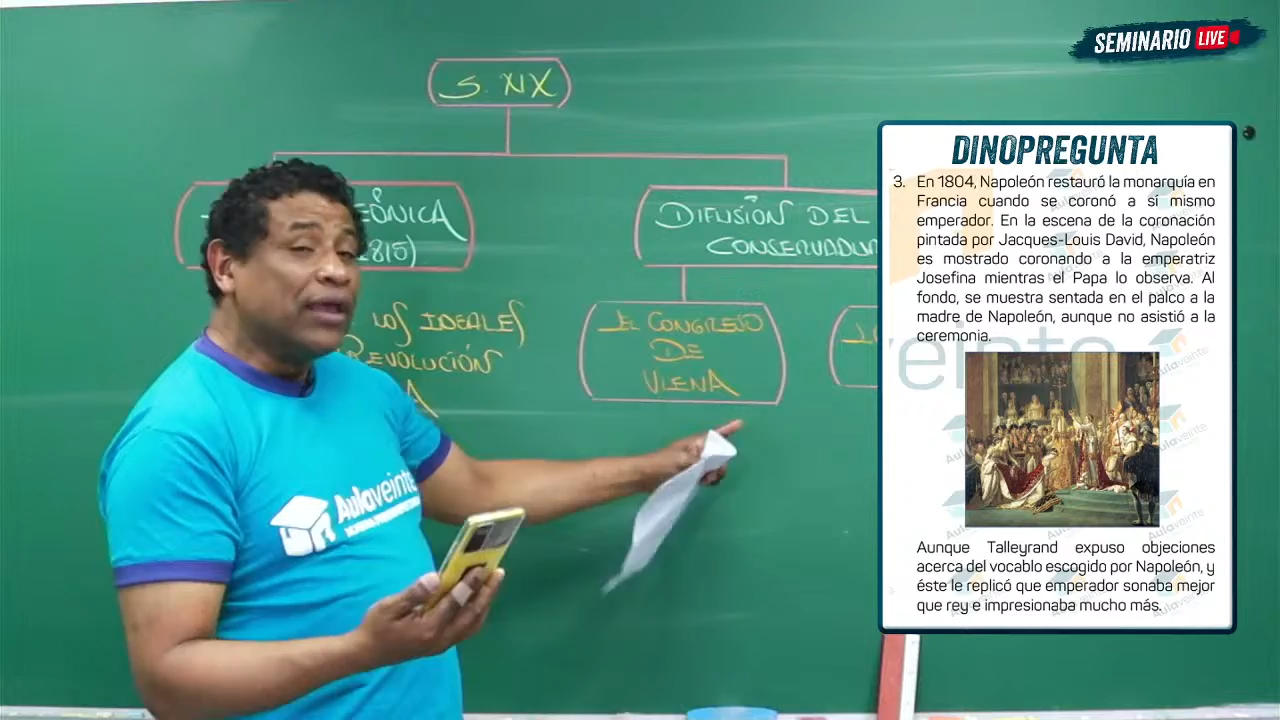 SEMINARIO LIVE
S. XIX
EÓNICA
1815)
DIFUSIÓN DEL
LOS IDEALES
REVOLUCIÓN
A
EL CONGRESO
DE
VIENA
Aulaveinte
DINOPREGUNTA
3. En 1804, Napoleón restauró la monarquía en
Francia cuando se coronó a sí mismo
emperador. En la escena de la coronación
pintada por Jacques-Louis David, Napoleón
es mostrado coronando a la emperatriz
Josefina mientras el Papa lo observa. Al
fondo, se muestra sentada en el palco a la
madre de Napoleón, aunque no asistió a la
ceremonia.
Aunque Talleyrand expuso objeciones
acerca del vocablo escogido por Napoleón, y
éste le replicó que emperador sonaba mejor
que rey e impresionaba mucho más.